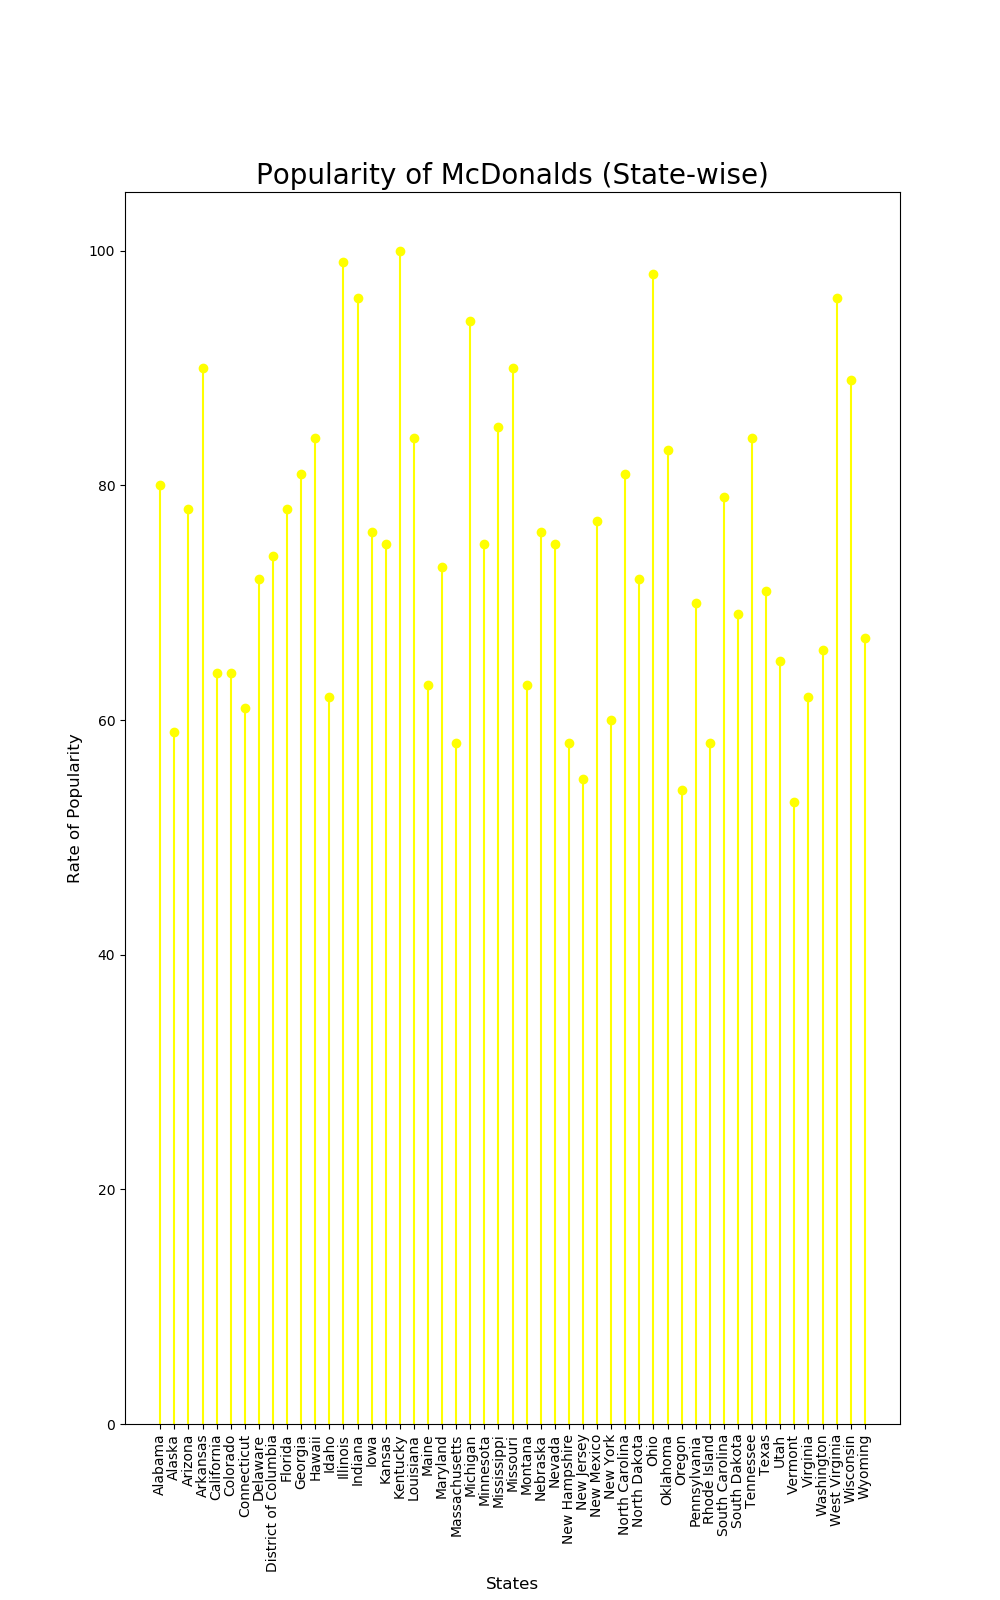 Popularity of McDonalds (State-wise)
100
80
60
40
20
0
Rate of Popularity
Alabama
Alaska
Arizona
Arkansas
California
Colorado
Connecticut
Delaware
District of Columbia
Florida
Georgia
Hawaii
Idaho
Illinois
Indiana
Iowa
Kansas
Kentucky
Louisiana
Maine
Maryland
Massachusetts
Michigan
Minnesota
Mississippi
Missouri
Montana
Nebraska
Nevada
New Hampshire
New Jersey
New Mexico
New York
North Carolina
North Dakota
Ohio
Oklahoma
Oregon
Pennsylvania
Rhode Island
South Carolina
South Dakota
Tennessee
Texas
Utah
Vermont
Virginia
Washington
West Virginia
Wisconsin
Wyoming
States